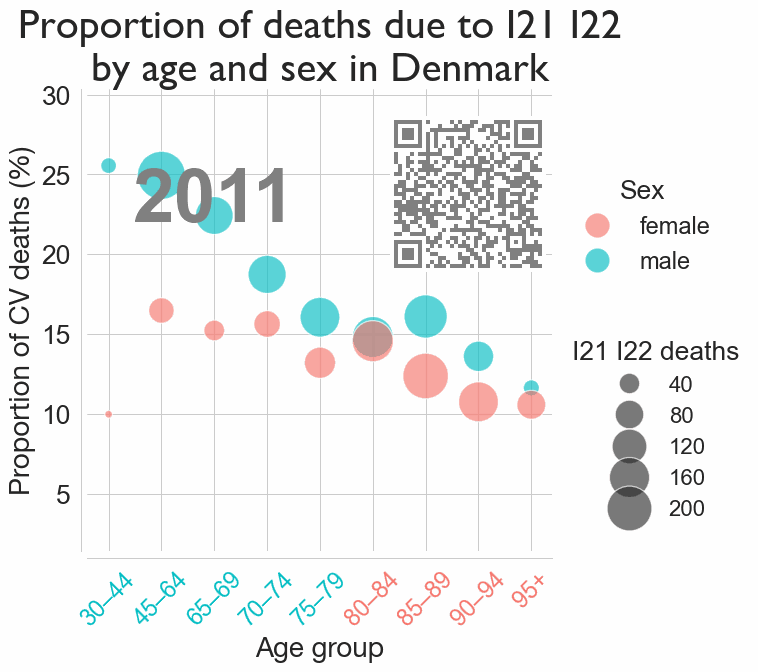 Proportion of deaths due to I21 I22
by age and sex in Denmark
Proportion of CV deaths (%)
30
25
20
15
10
5
2011
Sex
female
male
I21 I22 deaths
40
80
120
160
200
30–44
45–64
65–69
70–74
75–79
80–84
85–89
90–94
95+
Age group